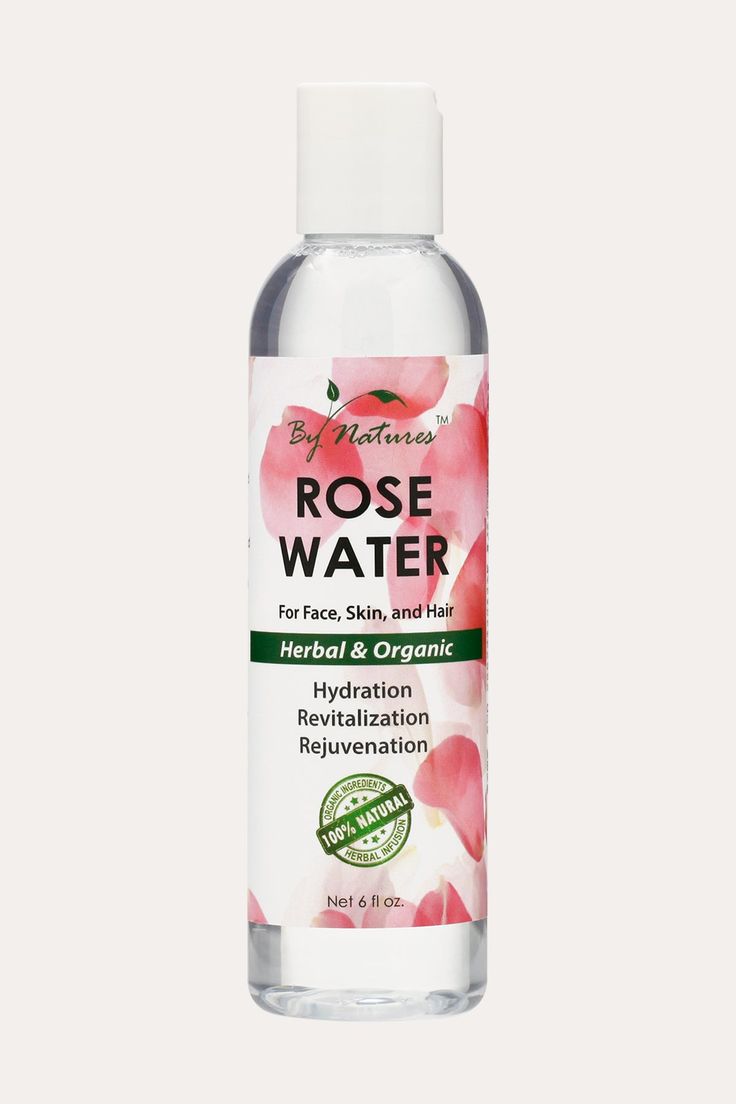 By Natures™
ROSE
WATER
For Face, Skin, and Hair
Herbal & Organic
Hydration
Revitalization
Rejuvenation
ORGANIC INGREDIENTS
100% NATURAL
HERBAL INFUSION
Net 6 fl oz.